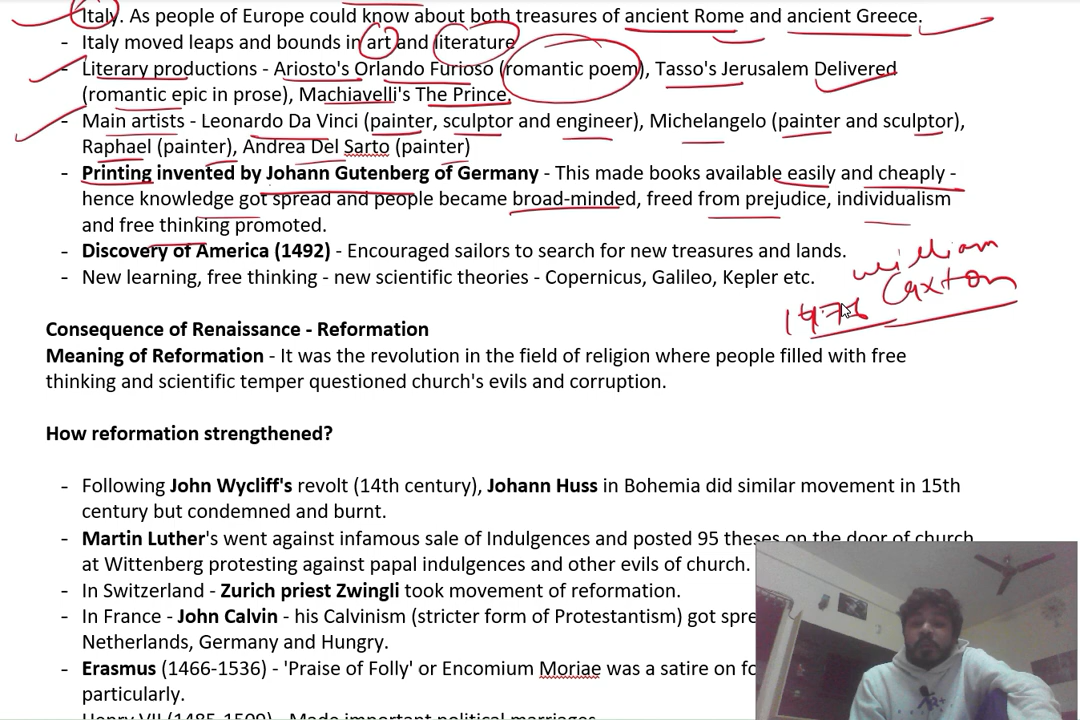 Italy. As people of Europe could know about both treasures of ancient Rome and ancient Greece.
- Italy moved leaps and bounds in art and literature
- Literary productions - Ariosto's Orlando Furioso (romantic poem), Tasso's Jerusalem Delivered
(romantic epic in prose), Machiavelli's The Prince.
- Main artists - Leonardo Da Vinci (painter, sculptor and engineer), Michelangelo (painter and sculptor),
Raphael (painter), Andrea Del Sarto (painter)
- Printing invented by Johann Gutenberg of Germany - This made books available easily and cheaply -
hence knowledge got spread and people became broad-minded, freed from prejudice, individualism
and free thinking promoted.
- Discovery of America (1492) - Encouraged sailors to search for new treasures and lands.
- New learning, free thinking - new scientific theories - Copernicus, Galileo, Kepler etc.
William
Caxton
Consequence of Renaissance - Reformation
Meaning of Reformation - It was the revolution in the field of religion where people filled with free
thinking and scientific temper questioned church's evils and corruption.
How reformation strengthened?
- Following John Wycliff's revolt (14th century), Johann Huss in Bohemia did similar movement in 15th
century but condemned and burnt.
- Martin Luther's went against infamous sale of Indulgences and posted 95 theses on the door of church
at Wittenberg protesting against papal indulgences and other evils of church.
- In Switzerland - Zurich priest Zwingli took movement of reformation.
- In France - John Calvin - his Calvinism (stricter form of Protestantism) got spre
Netherlands, Germany and Hungry.
- Erasmus (1466-1536) - 'Praise of Folly' or Encomium Moriae was a satire on fo
particularly.
Henry VII (1485-1509) - Made important political marriages